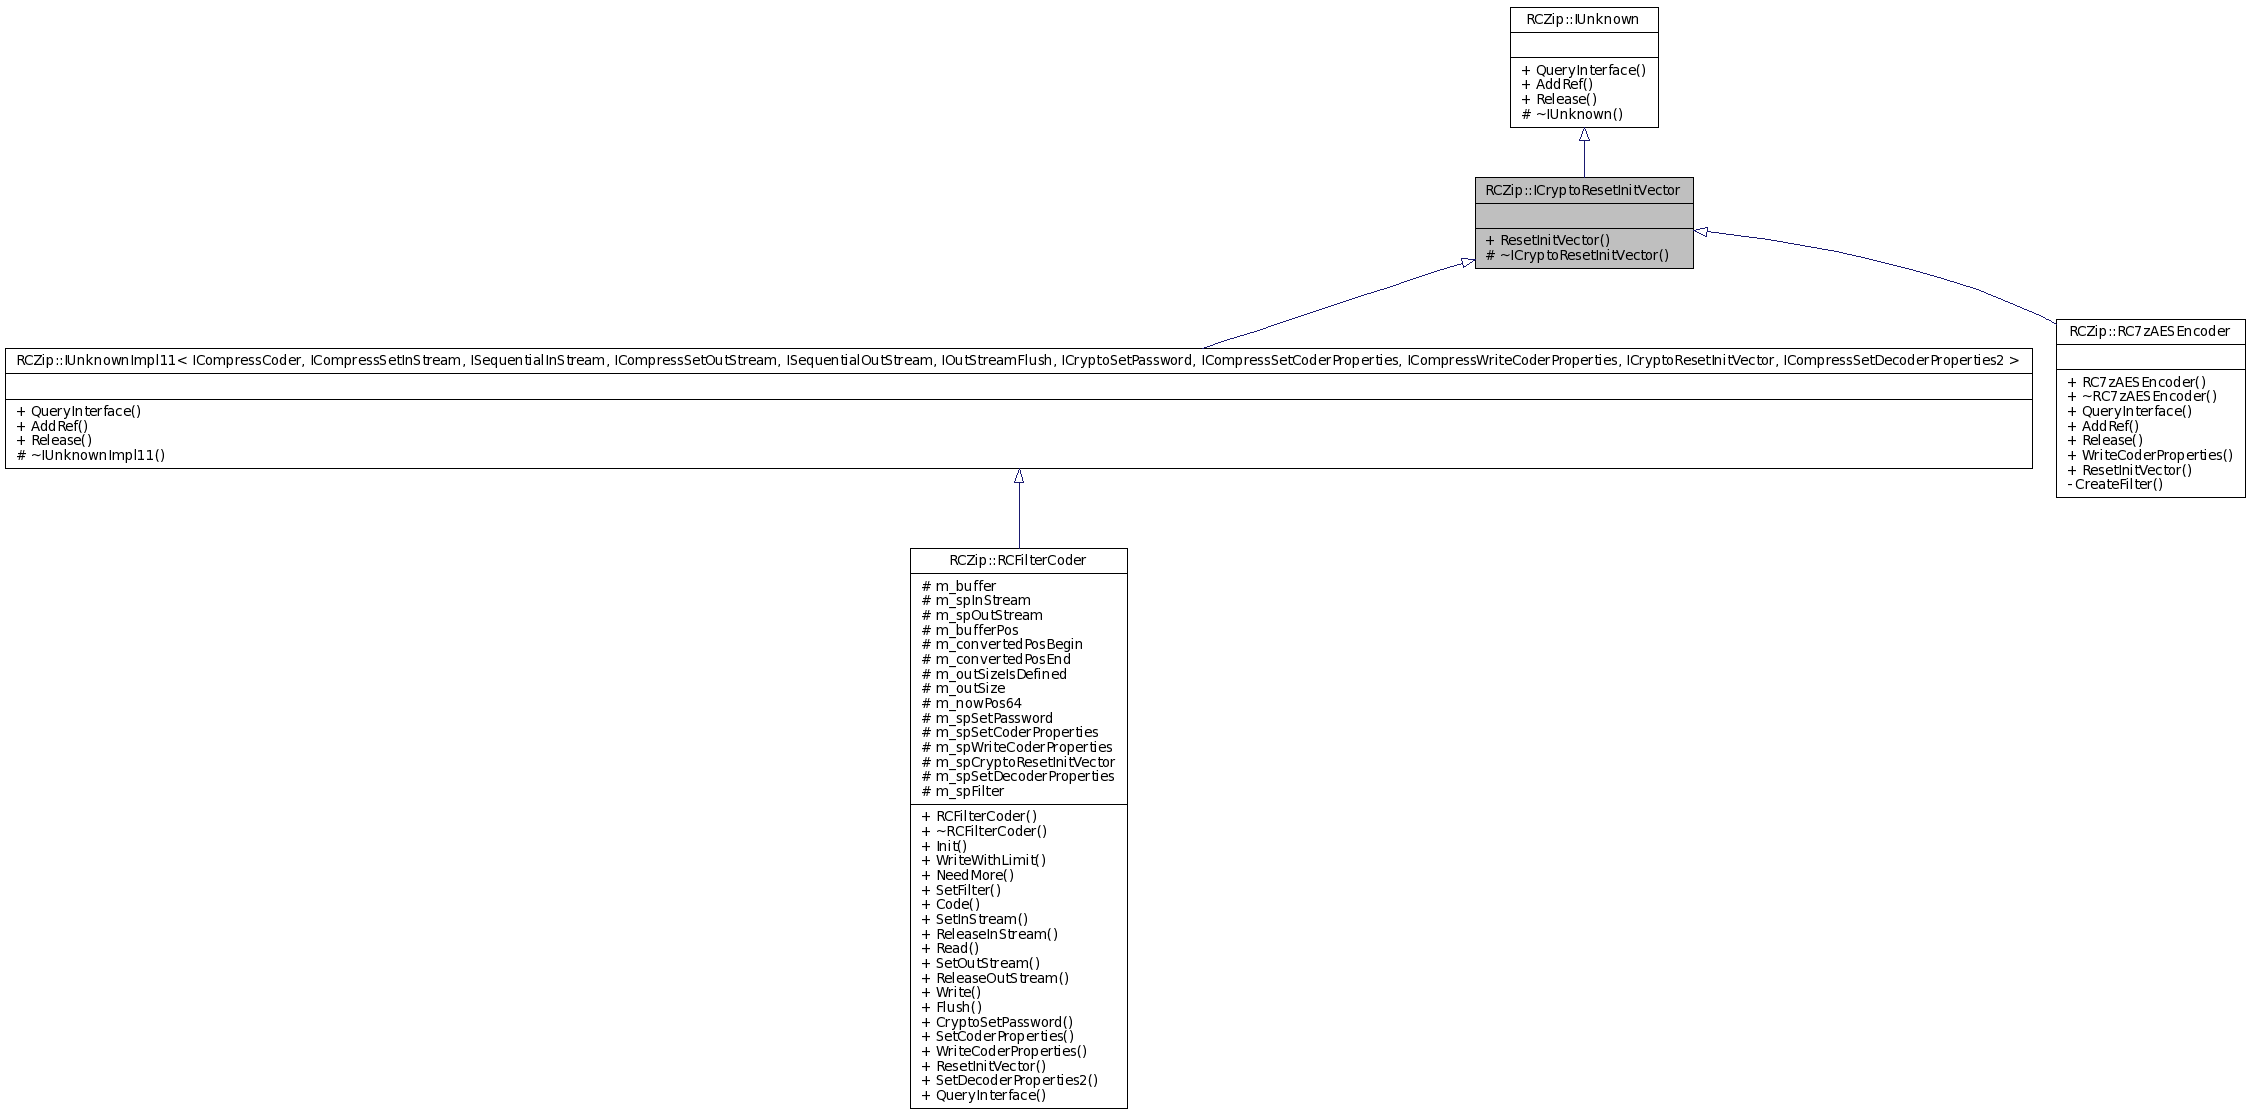 RCZip::IUnknown
+ QueryInterface()
+ AddRef()
+ Release()
# ~IUnknown()
RCZip::ICryptoResetInitVector
+ ResetInitVector()
# ~ICryptoResetInitVector()
RCZip::IUnknownImpl11< ICompressCoder, ICompressSetInStream, ISequentialInStream, ICompressSetOutStream, ISequentialOutStream, IOutStreamFlush, ICryptoSetPassword, ICompressSetCoderProperties, ICompressWriteCoderProperties, ICryptoResetInitVector, ICompressSetDecoderProperties2 >
+ QueryInterface()
+ AddRef()
+ Release()
# ~IUnknownImpl11()
RCZip::RC7zAESEncoder
+ RC7zAESEncoder()
+ ~RC7zAESEncoder()
+ QueryInterface()
+ AddRef()
+ Release()
+ WriteCoderProperties()
+ ResetInitVector()
- CreateFilter()
RCZip::RCFilterCoder
# m_buffer
# m_spInStream
# m_spOutStream
# m_bufferPos
# m_convertedPosBegin
# m_convertedPosEnd
# m_outSizeIsDefined
# m_outSize
# m_nowPos64
# m_spSetPassword
# m_spSetCoderProperties
# m_spWriteCoderProperties
# m_spCryptoResetInitVector
# m_spSetDecoderProperties
# m_spFilter
+ RCFilterCoder()
+ ~RCFilterCoder()
+ Init()
+ WriteWithLimit()
+ NeedMore()
+ SetFilter()
+ Code()
+ SetInStream()
+ ReleaseInStream()
+ Read()
+ SetOutStream()
+ ReleaseOutStream()
+ Write()
+ Flush()
+ CryptoSetPassword()
+ SetCoderProperties()
+ WriteCoderProperties()
+ ResetInitVector()
+ SetDecoderProperties2()
+ QueryInterface()